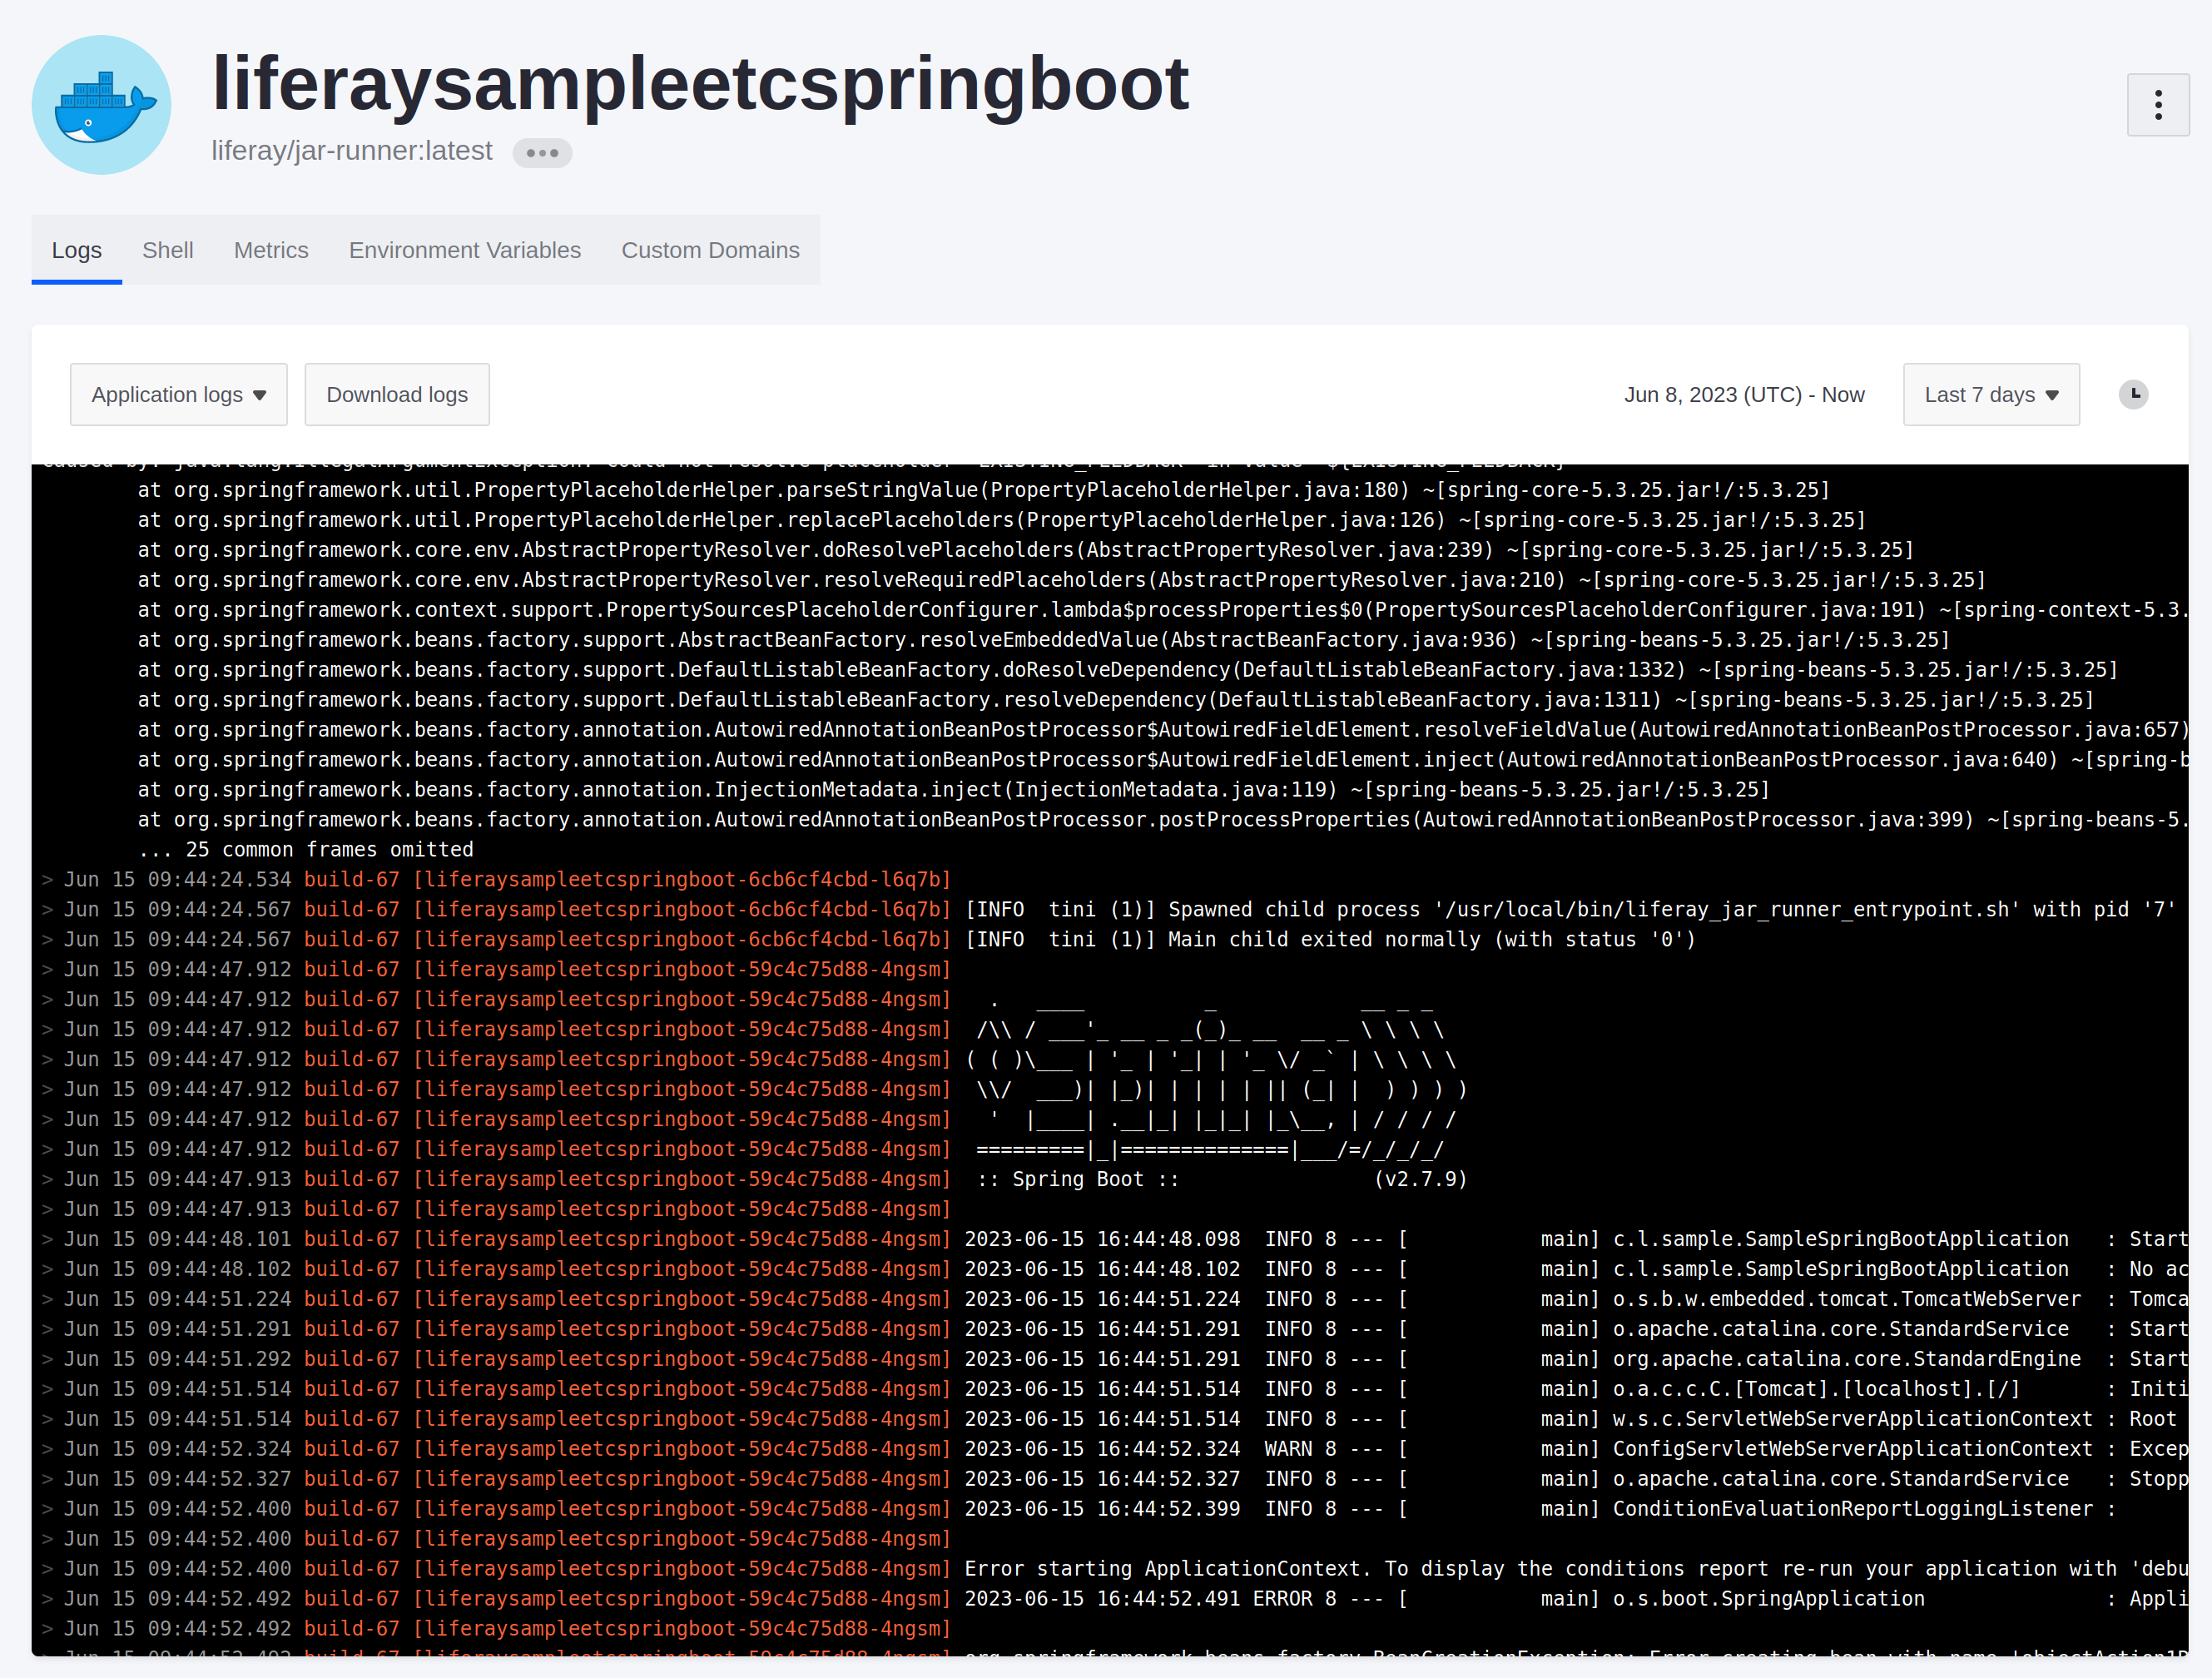 liferaysampleetcspringboot
liferay/jar-runner:latest
Logs Shell Metrics Environment Variables Custom Domains
Application logs Download logs Jun 8, 2023 (UTC) - Now Last 7 days
at org.springframework.util.PropertyPlaceholderHelper.parseStringValue(PropertyPlaceholderHelper.java:180) ~[spring-core-5.3.25.jar!/:5.3.25]
at org.springframework.util.PropertyPlaceholderHelper.replacePlaceholders(PropertyPlaceholderHelper.java:126) ~[spring-core-5.3.25.jar!/:5.3.25]
at org.springframework.core.env.AbstractPropertyResolver.doResolvePlaceholders(AbstractPropertyResolver.java:239) ~[spring-core-5.3.25.jar!/:5.3.25]
at org.springframework.core.env.AbstractPropertyResolver.resolveRequiredPlaceholders(AbstractPropertyResolver.java:210) ~[spring-core-5.3.25.jar!/:5.3.25]
at org.springframework.context.support.PropertySourcesPlaceholderConfigurer.lambda$processProperties$0(PropertySourcesPlaceholderConfigurer.java:191) ~[spring-context-5.3.
at org.springframework.beans.factory.support.AbstractBeanFactory.resolveEmbeddedValue(AbstractBeanFactory.java:936) ~[spring-beans-5.3.25.jar!/:5.3.25]
at org.springframework.beans.factory.support.DefaultListableBeanFactory.doResolveDependency(DefaultListableBeanFactory.java:1332) ~[spring-beans-5.3.25.jar!/:5.3.25]
at org.springframework.beans.factory.support.DefaultListableBeanFactory.resolveDependency(DefaultListableBeanFactory.java:1311) ~[spring-beans-5.3.25.jar!/:5.3.25]
at org.springframework.beans.factory.annotation.AutowiredAnnotationBeanPostProcessor$AutowiredFieldElement.resolveFieldValue(AutowiredAnnotationBeanPostProcessor.java:657)
at org.springframework.beans.factory.annotation.AutowiredAnnotationBeanPostProcessor$AutowiredFieldElement.inject(AutowiredAnnotationBeanPostProcessor.java:640) ~[spring-b
at org.springframework.beans.factory.annotation.InjectionMetadata.inject(InjectionMetadata.java:119) ~[spring-beans-5.3.25.jar!/:5.3.25]
at org.springframework.beans.factory.annotation.AutowiredAnnotationBeanPostProcessor.postProcessProperties(AutowiredAnnotationBeanPostProcessor.java:399) ~[spring-beans-5.
... 25 common frames omitted
> Jun 15 09:44:24.534 build-67 [liferaysampleetcspringboot-6cb6cf4cbd-l6q7b]
> Jun 15 09:44:24.567 build-67 [liferaysampleetcspringboot-6cb6cf4cbd-l6q7b] [INFO  tini (1)] Spawned child process '/usr/local/bin/liferay_jar_runner_entrypoint.sh' with pid '7'
> Jun 15 09:44:24.567 build-67 [liferaysampleetcspringboot-6cb6cf4cbd-l6q7b] [INFO  tini (1)] Main child exited normally (with status '0')
> Jun 15 09:44:47.912 build-67 [liferaysampleetcspringboot-59c4c75d88-4ngsm]
> Jun 15 09:44:47.912 build-67 [liferaysampleetcspringboot-59c4c75d88-4ngsm]   .   ____          _            __ _ _
> Jun 15 09:44:47.912 build-67 [liferaysampleetcspringboot-59c4c75d88-4ngsm]  /\\ / ___'_ __ _ _(_)_ __  __ _ \ \ \ \
> Jun 15 09:44:47.912 build-67 [liferaysampleetcspringboot-59c4c75d88-4ngsm] ( ( )\___ | '_ | '_| | '_ \/ _` | \ \ \ \
> Jun 15 09:44:47.912 build-67 [liferaysampleetcspringboot-59c4c75d88-4ngsm]  \\/  ___)| |_)| | | | | || (_| |  ) ) ) )
> Jun 15 09:44:47.912 build-67 [liferaysampleetcspringboot-59c4c75d88-4ngsm]   '  |____| .__|_| |_|_| |_\__, | / / / /
> Jun 15 09:44:47.912 build-67 [liferaysampleetcspringboot-59c4c75d88-4ngsm]  =========|_|==============|___/=/_/_/_/
> Jun 15 09:44:47.913 build-67 [liferaysampleetcspringboot-59c4c75d88-4ngsm]  :: Spring Boot ::                (v2.7.9)
> Jun 15 09:44:47.913 build-67 [liferaysampleetcspringboot-59c4c75d88-4ngsm]
> Jun 15 09:44:48.101 build-67 [liferaysampleetcspringboot-59c4c75d88-4ngsm] 2023-06-15 16:44:48.098  INFO 8 --- [           main] c.l.sample.SampleSpringBootApplication   : Start
> Jun 15 09:44:48.102 build-67 [liferaysampleetcspringboot-59c4c75d88-4ngsm] 2023-06-15 16:44:48.102  INFO 8 --- [           main] c.l.sample.SampleSpringBootApplication   : No ac
> Jun 15 09:44:51.224 build-67 [liferaysampleetcspringboot-59c4c75d88-4ngsm] 2023-06-15 16:44:51.224  INFO 8 --- [           main] o.s.b.w.embedded.tomcat.TomcatWebServer  : Tomca
> Jun 15 09:44:51.291 build-67 [liferaysampleetcspringboot-59c4c75d88-4ngsm] 2023-06-15 16:44:51.291  INFO 8 --- [           main] o.apache.catalina.core.StandardService   : Start
> Jun 15 09:44:51.292 build-67 [liferaysampleetcspringboot-59c4c75d88-4ngsm] 2023-06-15 16:44:51.291  INFO 8 --- [           main] org.apache.catalina.core.StandardEngine  : Start
> Jun 15 09:44:51.514 build-67 [liferaysampleetcspringboot-59c4c75d88-4ngsm] 2023-06-15 16:44:51.514  INFO 8 --- [           main] o.a.c.c.C.[Tomcat].[localhost].[/]       : Initi
> Jun 15 09:44:51.514 build-67 [liferaysampleetcspringboot-59c4c75d88-4ngsm] 2023-06-15 16:44:51.514  INFO 8 --- [           main] w.s.c.ServletWebServerApplicationContext : Root
> Jun 15 09:44:52.324 build-67 [liferaysampleetcspringboot-59c4c75d88-4ngsm] 2023-06-15 16:44:52.324  WARN 8 --- [           main] ConfigServletWebServerApplicationContext : Excep
> Jun 15 09:44:52.327 build-67 [liferaysampleetcspringboot-59c4c75d88-4ngsm] 2023-06-15 16:44:52.327  INFO 8 --- [           main] o.apache.catalina.core.StandardService   : Stopp
> Jun 15 09:44:52.400 build-67 [liferaysampleetcspringboot-59c4c75d88-4ngsm] 2023-06-15 16:44:52.399  INFO 8 --- [           main] ConditionEvaluationReportLoggingListener :
> Jun 15 09:44:52.400 build-67 [liferaysampleetcspringboot-59c4c75d88-4ngsm]
> Jun 15 09:44:52.400 build-67 [liferaysampleetcspringboot-59c4c75d88-4ngsm] Error starting ApplicationContext. To display the conditions report re-run your application with 'debu
> Jun 15 09:44:52.492 build-67 [liferaysampleetcspringboot-59c4c75d88-4ngsm] 2023-06-15 16:44:52.491 ERROR 8 --- [           main] o.s.boot.SpringApplication               : Appli
> Jun 15 09:44:52.492 build-67 [liferaysampleetcspringboot-59c4c75d88-4ngsm]